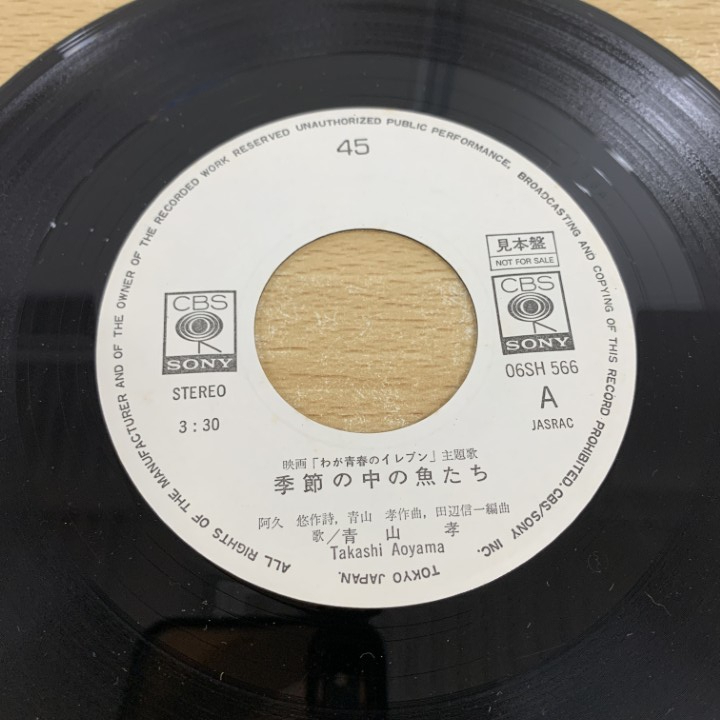 ALL RIGHTS OF THE MANUFACTURER AND OF THE OWNER OF THE RECORDED WORK RESERVED UNAUTHORIZED PUBLIC PERFORMANCE, BROADCASTING AND COPYING OF THIS RECORD PROHIBITED. CBS/SONY INC. TOKYO JAPAN.
45
見本盤
NOT FOR SALE
CBS
SONY
CBS
SONY
STEREO
3:30
06SH 566
A
JASRAC
映画「わが青春のイレブン」主題歌
季節の中の魚たち
阿久 悠作詩, 青山 孝作曲, 田辺信一編曲
歌/青山 孝
Takashi Aoyama